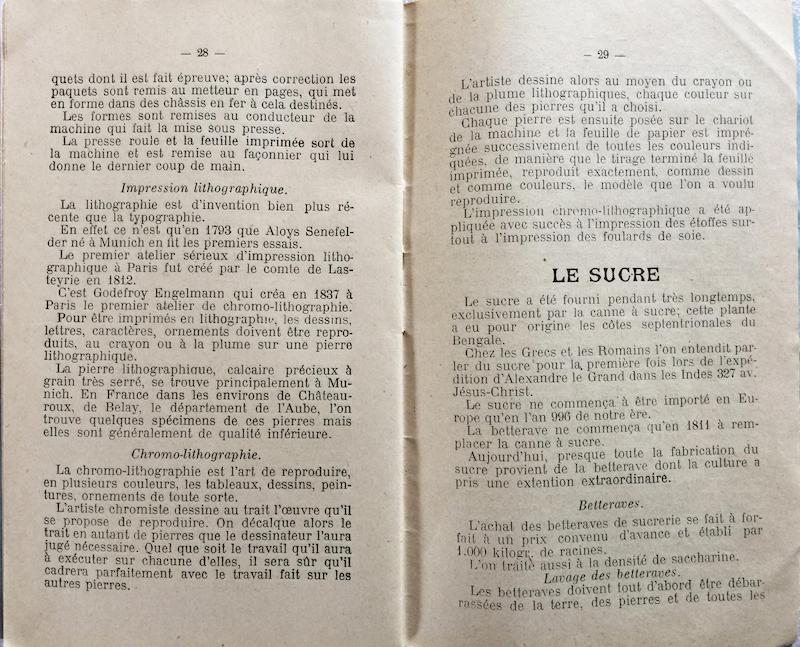 — 28 —
quets dont il est fait épreuve; après correction les
paquets sont remis au metteur en pages, qui met
en forme dans des châssis en fer à cela destinés.
Les formes sont remises au conducteur de la
machine qui fait la mise sous presse.
La presse roule et la feuille imprimée sort de
la machine et est remise au façonnier qui lui
donne le dernier coup de main.
Impression lithographique.
La lithographie est d'invention bien plus ré-
cente que la typographie.
En effet ce n'est qu'en 1793 que Aloys Senefel-
der né à Munich en fit les premiers essais.
Le premier atelier sérieux d'impression litho-
graphique à Paris fut créé par le comte de Las-
teyrie en 1812.
C'est Godefroy Engelmann qui créa en 1837 à
Paris le premier atelier de chromo-lithographie.
Pour être imprimés en lithographie, les dessins,
lettres, caractères, ornements doivent être repro-
duits, au crayon ou à la plume sur une pierre
lithographique.
La pierre lithographique, calcaire précieux à
grain très serré, se trouve principalement à Mu-
nich. En France dans les environs de Château-
roux, de Belay, le département de l'Aube, l'on
trouve quelques spécimens de ces pierres mais
elles sont généralement de qualité inférieure.
Chromo-lithographie.
La chromo-lithographie est l'art de reproduire,
en plusieurs couleurs, les tableaux, dessins, pein-
tures, ornements de toute sorte.
L'artiste chromiste dessine au trait l'œuvre qu'il
se propose de reproduire. On décalque alors le
trait en autant de pierres que le dessinateur l'aura
jugé nécessaire. Quel que soit le travail qu'il aura
à exécuter sur chacune d'elles, il sera sûr qu'il
cadrera parfaitement avec le travail fait sur les
autres pierres.
— 29 —
L'artiste dessine alors au moyen du crayon ou
de la plume lithographiques, chaque couleur sur
chacune des pierres qu'il a choisi.
Chaque pierre est ensuite posée sur le chariot
de la machine et la feuille de papier est impré-
gnée successivement de toutes les couleurs indi-
quées, de manière que le tirage terminé la feuille
imprimée, reproduit exactement, comme dessin
et comme couleurs, le modèle que l'on a voulu
reproduire.
L'impression chromo-lithographique a été ap-
pliquée avec succès à l'impression des étoffes sur-
tout à l'impression des foulards de soie.
LE SUCRE
Le sucre a été fourni pendant très longtemps,
exclusivement par la canne à sucre; cette plante
a eu pour origine les côtes septentrionales du
Bengale.
Chez les Grecs et les Romains l'on entendit par-
ler du sucre pour la première fois lors de l'expé-
dition d'Alexandre le Grand dans les Indes 327 av.
Jésus-Christ.
Le sucre ne commença à être importé en Eu-
rope qu'en l'an 996 de notre ère.
La betterave ne commença qu'en 1811 à rem-
placer la canne à sucre.
Aujourd'hui, presque toute la fabrication du
sucre provient de la betterave dont la culture a
pris une extention extraordinaire.
Betteraves.
L'achat des betteraves de sucrerie se fait à for-
fait à un prix convenu d'avance et établi par
1.000 kilogr. de racines.
L'on traite aussi à la densité de saccharine.
Lavage des betteraves.
Les betteraves doivent tout d'abord être débar-
rassées de la terre, des pierres et de toutes les